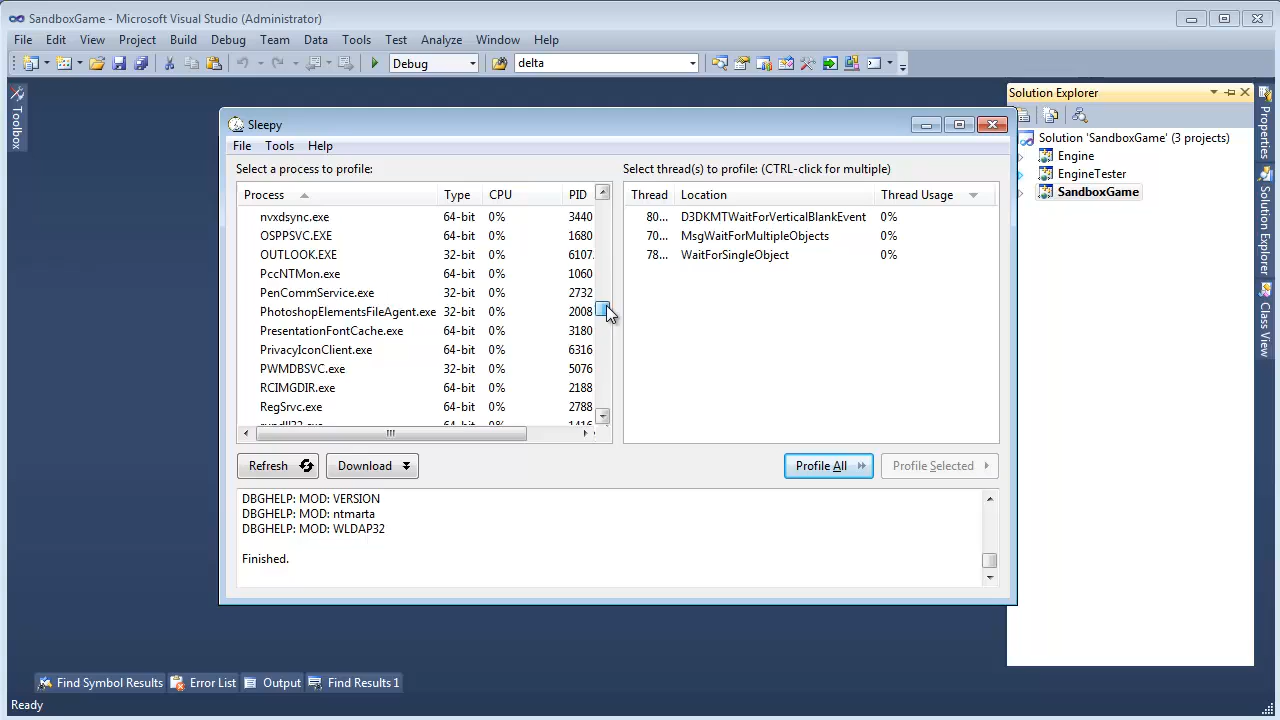 SandboxGame - Microsoft Visual Studio (Administrator)
File Edit View Project Build Debug Team Data Tools Test Analyze Window Help
Debug delta
Toolbox
Solution Explorer
Solution 'SandboxGame' (3 projects)
Engine
EngineTester
SandboxGame
Properties
Solution Explorer
Class View
Sleepy
File Tools Help
Select a process to profile:
Process Type CPU PID
nvxdsync.exe 64-bit 0% 3440
OSPPSVC.EXE 64-bit 0% 1680
OUTLOOK.EXE 32-bit 0% 6107
PccNTMon.exe 64-bit 0% 1060
PenCommService.exe 32-bit 0% 2732
PhotoshopElementsFileAgent.exe 32-bit 0% 2008
PresentationFontCache.exe 64-bit 0% 3180
PrivacyIconClient.exe 64-bit 0% 6316
PWMDBSVC.exe 32-bit 0% 5076
RCIMGDIR.exe 64-bit 0% 2188
RegSrvc.exe 64-bit 0% 2788
Select thread(s) to profile: (CTRL-click for multiple)
Thread Location Thread Usage
80... D3DKMTWaitForVerticalBlankEvent 0%
70... MsgWaitForMultipleObjects 0%
78... WaitForSingleObject 0%
Refresh Download Profile All Profile Selected
DBGHELP: MOD: VERSION
DBGHELP: MOD: ntmarta
DBGHELP: MOD: WLDAP32
Finished.
Find Symbol Results Error List Output Find Results 1
Ready